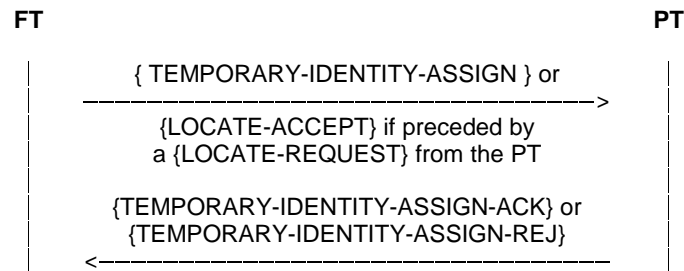 FT PT
{ TEMPORARY-IDENTITY-ASSIGN } or
{LOCATE-ACCEPT} if preceded by
a {LOCATE-REQUEST} from the PT
{TEMPORARY-IDENTITY-ASSIGN-ACK} or
{TEMPORARY-IDENTITY-ASSIGN-REJ}